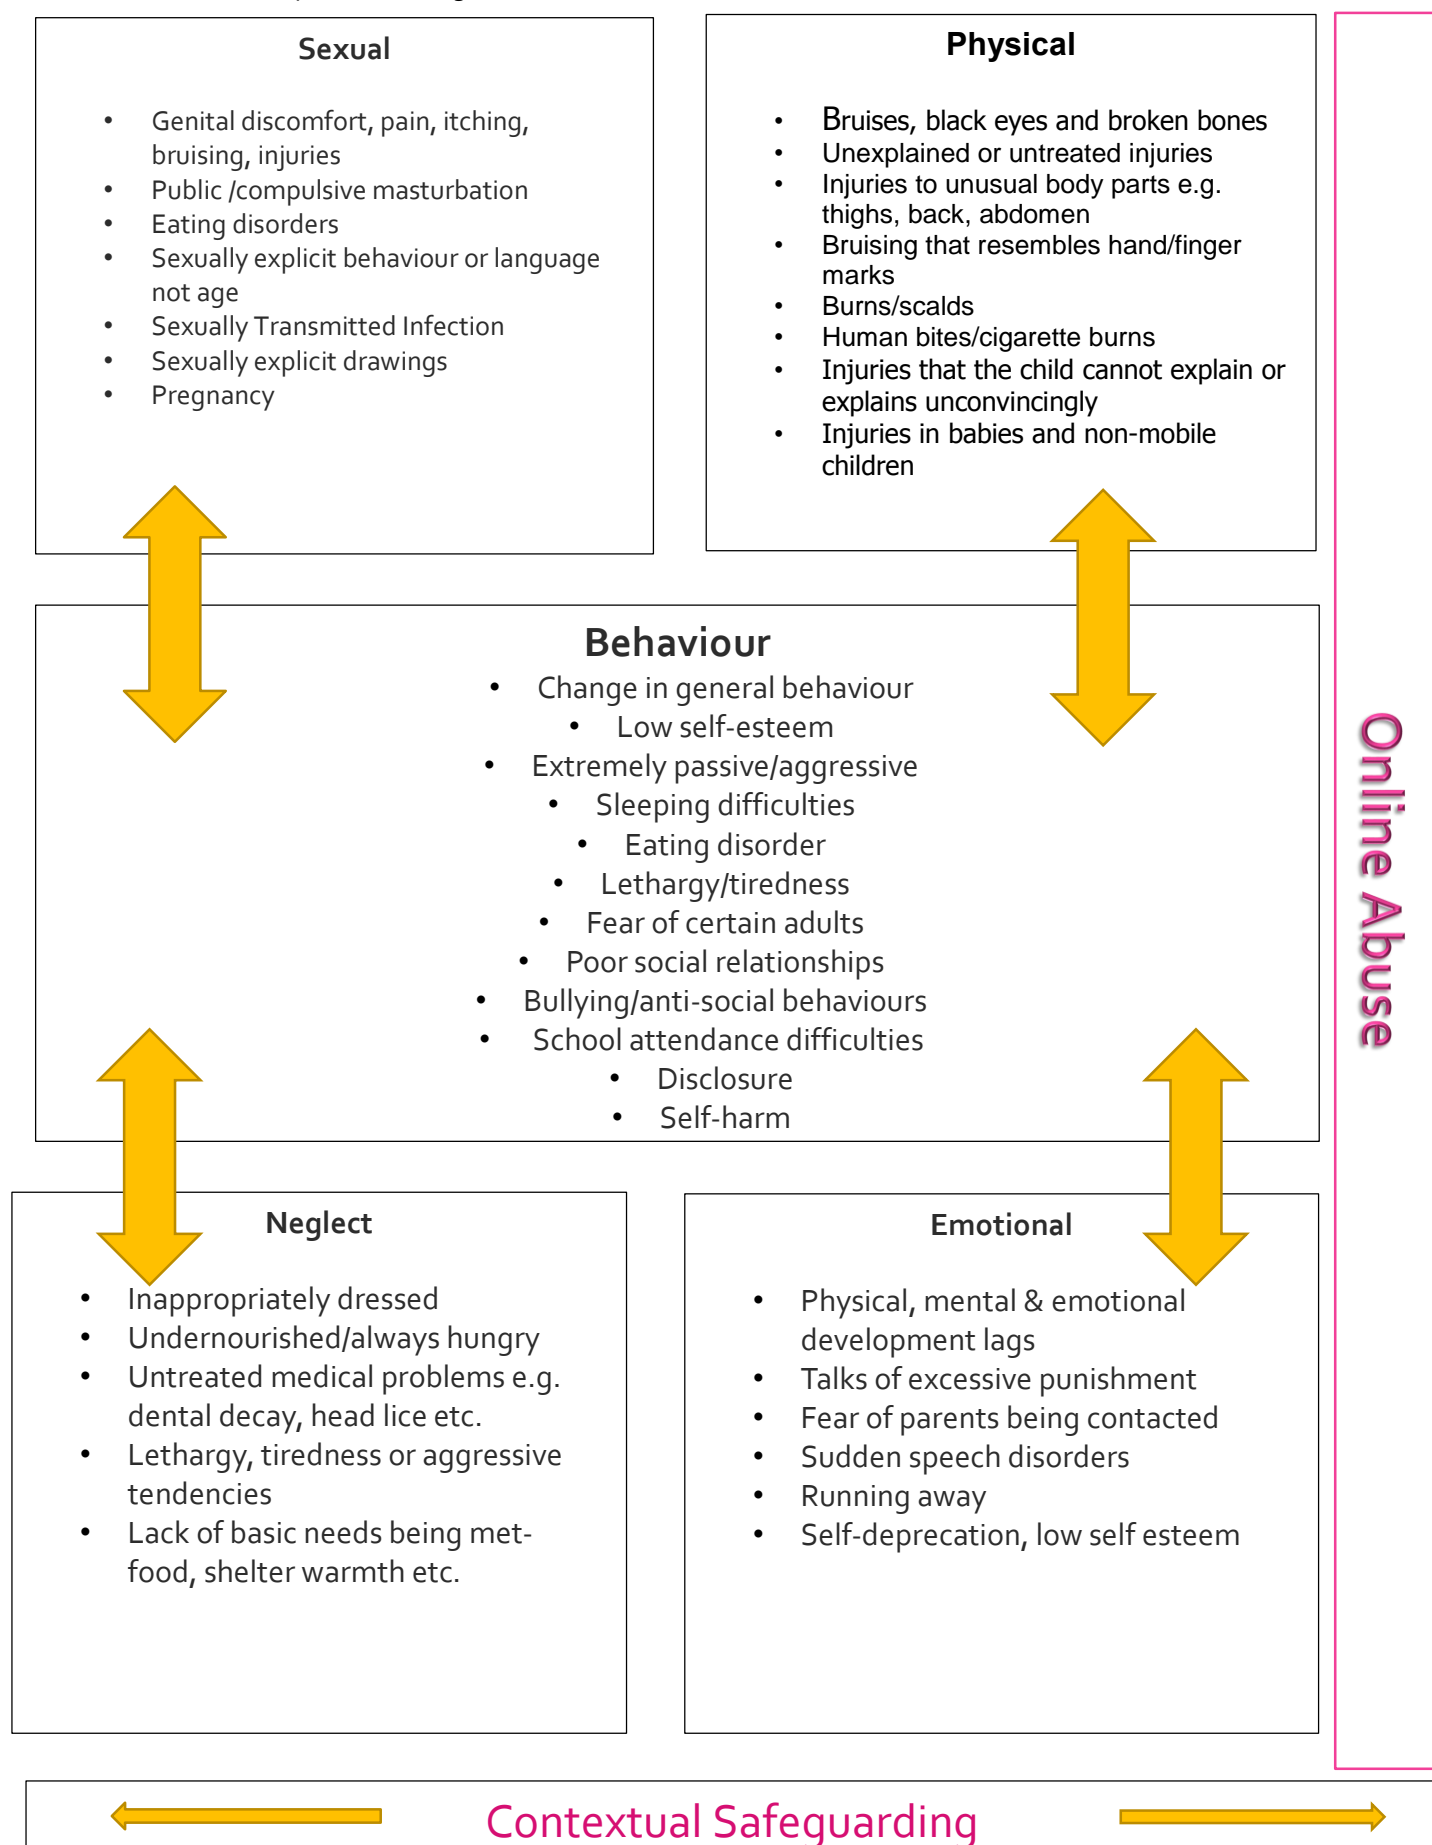 Sexual
• Genital discomfort, pain, itching,
bruising, injuries
• Public /compulsive masturbation
• Eating disorders
• Sexually explicit behaviour or language
not age
• Sexually Transmitted Infection
• Sexually explicit drawings
• Pregnancy
Physical
• Bruises, black eyes and broken bones
• Unexplained or untreated injuries
• Injuries to unusual body parts e.g.
thighs, back, abdomen
• Bruising that resembles hand/finger
marks
• Burns/scalds
• Human bites/cigarette burns
• Injuries that the child cannot explain or
explains unconvincingly
• Injuries in babies and non-mobile
children
Behaviour
• Change in general behaviour
• Low self-esteem
• Extremely passive/aggressive
• Sleeping difficulties
• Eating disorder
• Lethargy/tiredness
• Fear of certain adults
• Poor social relationships
• Bullying/anti-social behaviours
• School attendance difficulties
• Disclosure
• Self-harm
Online Abuse
Neglect
• Inappropriately dressed
• Undernourished/always hungry
• Untreated medical problems e.g.
dental decay, head lice etc.
• Lethargy, tiredness or aggressive
tendencies
• Lack of basic needs being met-
food, shelter warmth etc.
Emotional
• Physical, mental & emotional
development lags
• Talks of excessive punishment
• Fear of parents being contacted
• Sudden speech disorders
• Running away
• Self-deprecation, low self esteem
Contextual Safeguarding